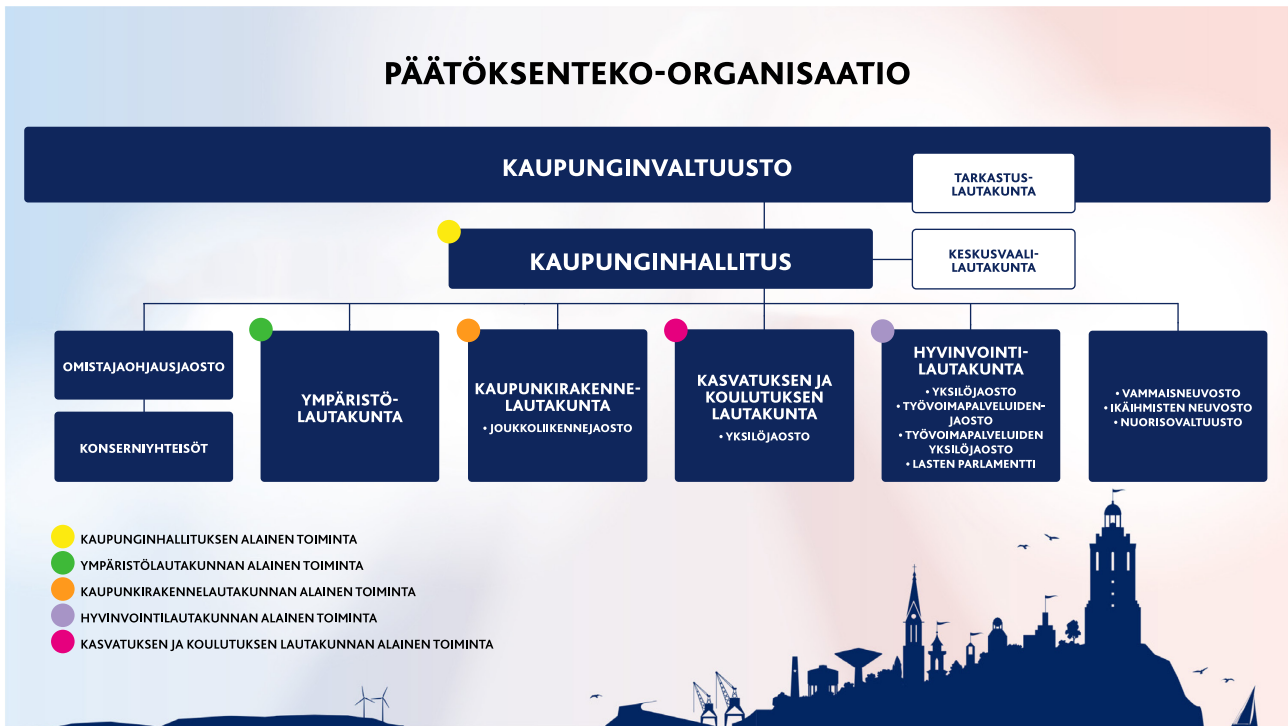 PÄÄTÖKSENTEKO-ORGANISAATIO
KAUPUNGINVALTUUSTO
TARKASTUS-
LAUTAKUNTA
KAUPUNGINHALLITUS
KESKUSVAALI-
LAUTAKUNTA
OMISTAJAOHJAUSJAOSTO
KONSERNIYHTEISÖT
YMPÄRISTÖ-
LAUTAKUNTA
KAUPUNKIRAKENNE-
LAUTAKUNTA
• JOUKKOLIIKENNEJAOSTO
KASVATUKSEN JA
KOULUTUKSEN
LAUTAKUNTA
• YKSILÖJAOSTO
HYVINVOINTI-
LAUTAKUNTA
• YKSILÖJAOSTO
• TYÖVOIMAPALVELUIDEN-
JAOSTO
• TYÖVOIMAPALVELUIDEN
YKSILÖJAOSTO
• LASTEN PARLAMENTTI
• VAMMAISNEUVOSTO
• IKÄIHMISTEN NEUVOSTO
• NUORISOVALTUUSTO
KAUPUNGINHALLITUKSEN ALAINEN TOIMINTA
YMPÄRISTÖLAUTAKUNNAN ALAINEN TOIMINTA
KAUPUNKIRAKENNELAUTAKUNNAN ALAINEN TOIMINTA
HYVINVOINTILAUTAKUNNAN ALAINEN TOIMINTA
KASVATUKSEN JA KOULUTUKSEN LAUTAKUNNAN ALAINEN TOIMINTA